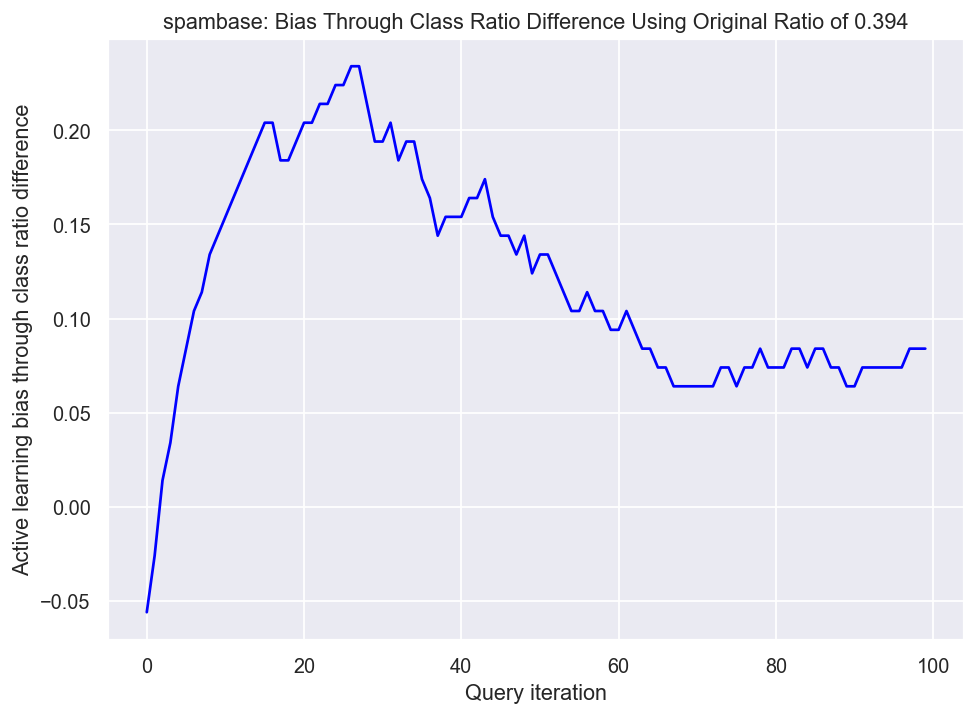 spambase: Bias Through Class Ratio Difference Using Original Ratio of 0.394
Active learning bias through class ratio difference
0.20
0.15
0.10
0.05
0.00
−0.05
0 20 40 60 80 100
Query iteration